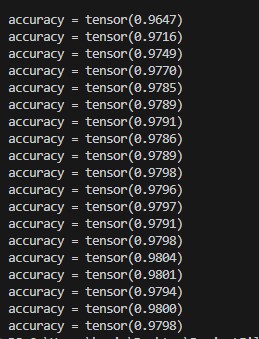 accuracy = tensor(0.9647)
accuracy = tensor(0.9716)
accuracy = tensor(0.9749)
accuracy = tensor(0.9770)
accuracy = tensor(0.9785)
accuracy = tensor(0.9789)
accuracy = tensor(0.9791)
accuracy = tensor(0.9786)
accuracy = tensor(0.9789)
accuracy = tensor(0.9798)
accuracy = tensor(0.9796)
accuracy = tensor(0.9797)
accuracy = tensor(0.9791)
accuracy = tensor(0.9798)
accuracy = tensor(0.9804)
accuracy = tensor(0.9801)
accuracy = tensor(0.9794)
accuracy = tensor(0.9800)
accuracy = tensor(0.9798)